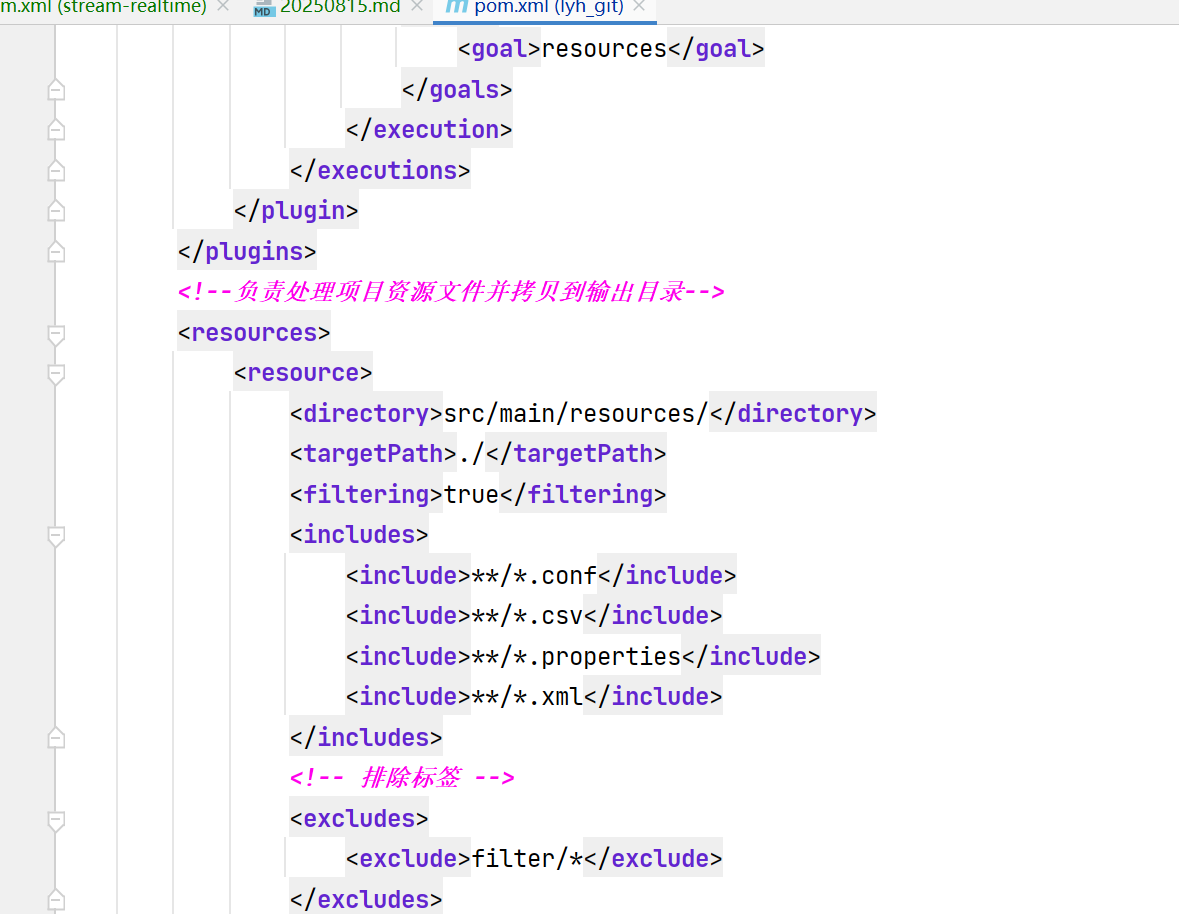 m.xml (stream-realtime) 20250815.md pom.xml (lyh_git)
<goal>resources</goal>
</goals>
</execution>
</executions>
</plugin>
</plugins>
<!--负责处理项目资源文件并拷贝到输出目录-->
<resources>
<resource>
<directory>src/main/resources/</directory>
<targetPath>./</targetPath>
<filtering>true</filtering>
<includes>
<include>**/*.conf</include>
<include>**/*.csv</include>
<include>**/*.properties</include>
<include>**/*.xml</include>
</includes>
<!-- 排除标签 -->
<excludes>
<exclude>filter/*</exclude>
</excludes>